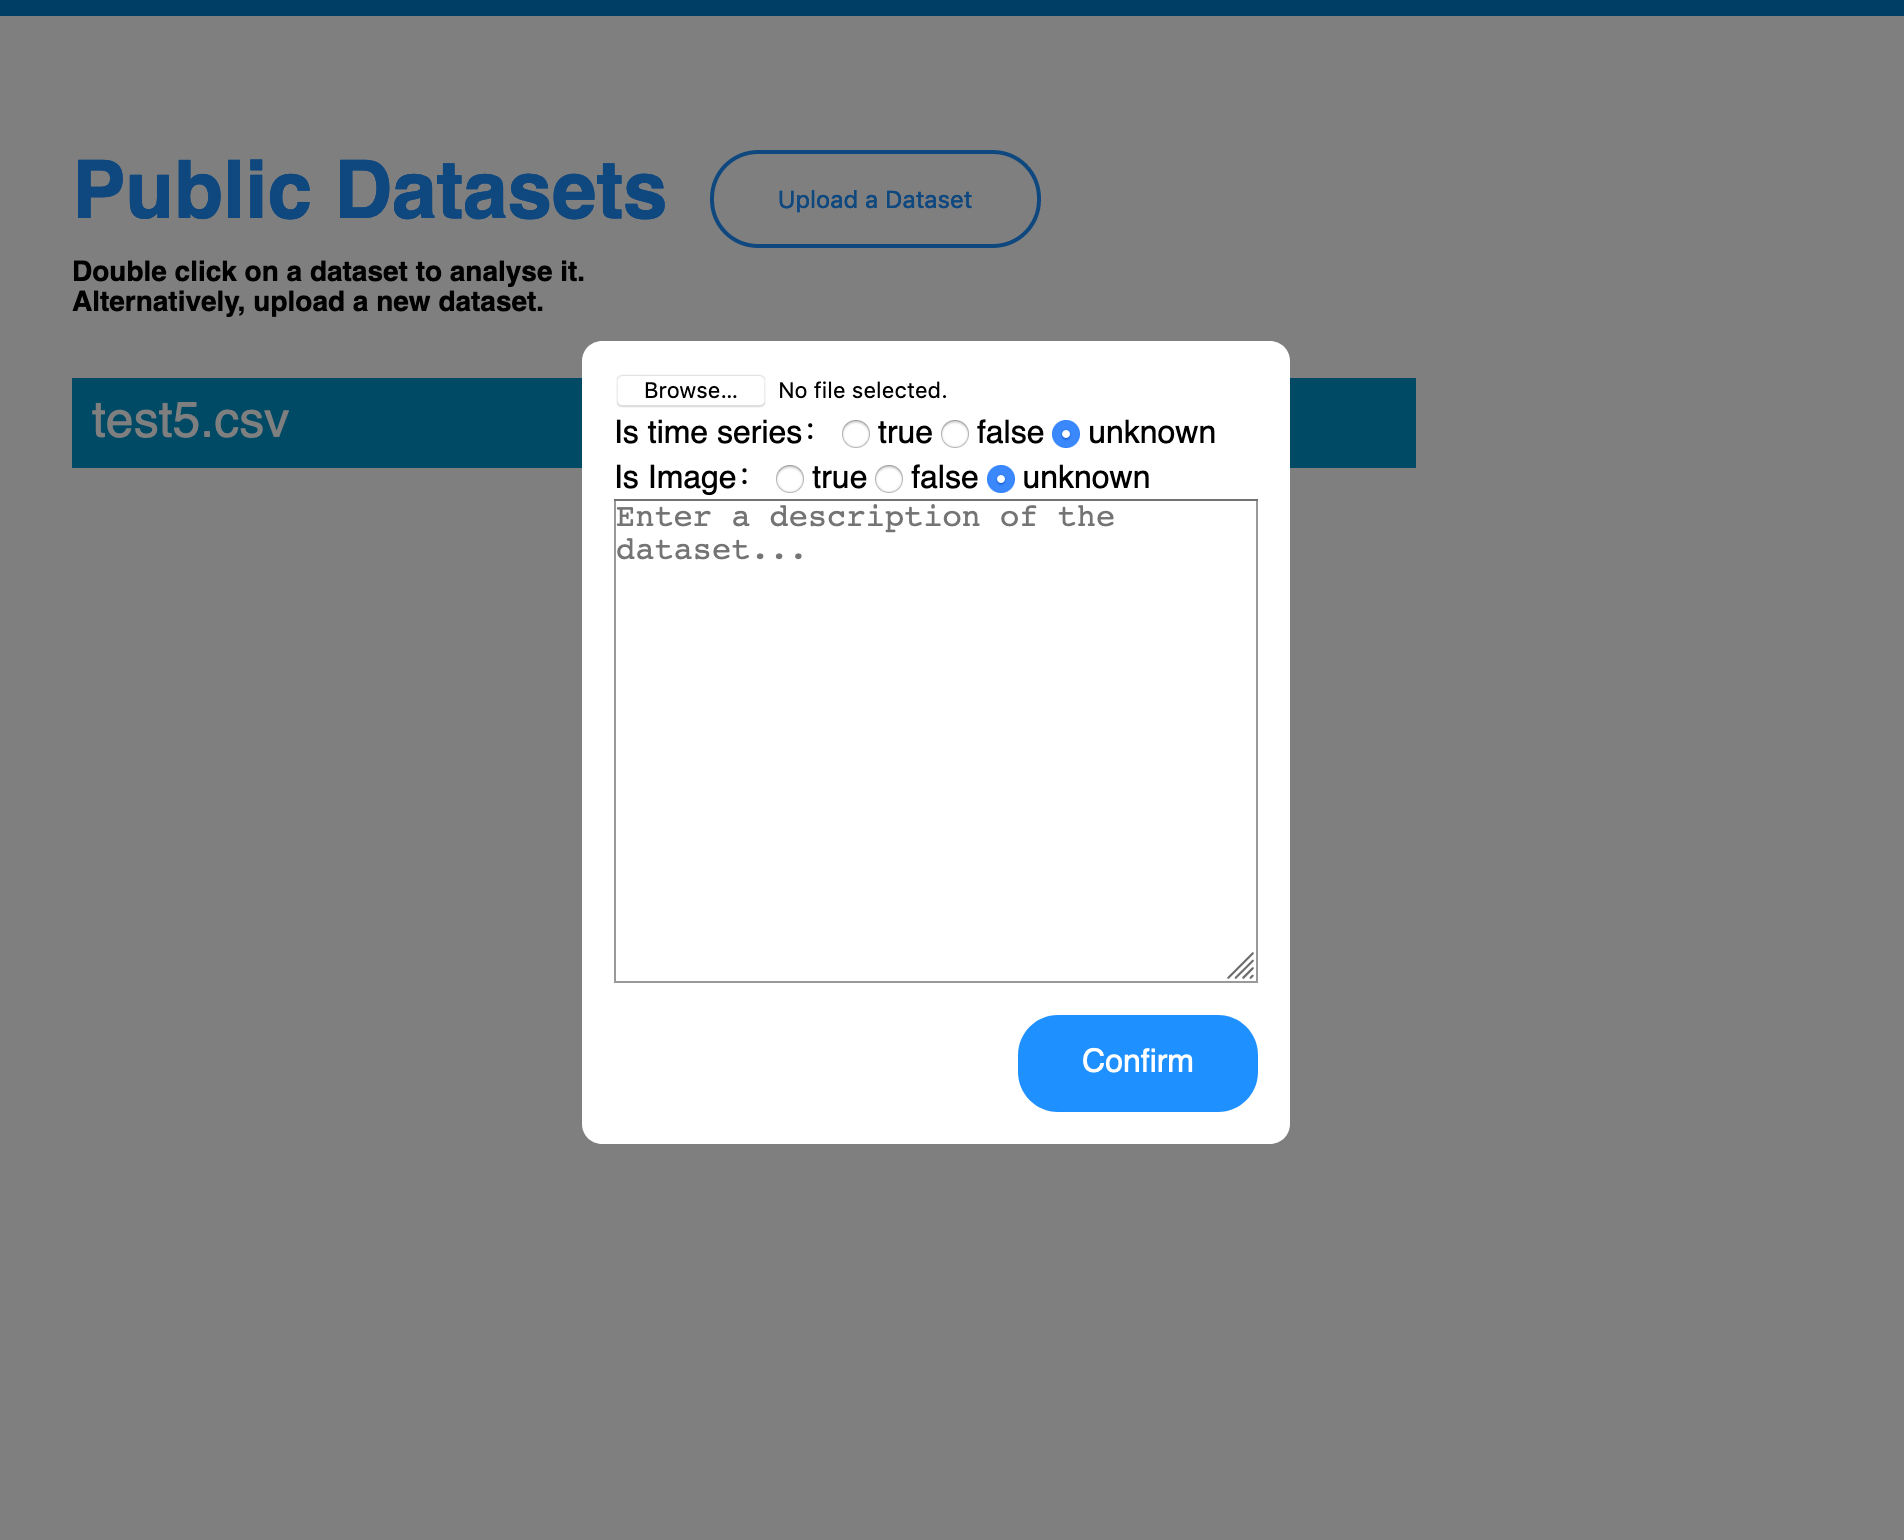 Public Datasets
Upload a Dataset
Double click on a dataset to analyse it.
Alternatively, upload a new dataset.
test5.csv
Browse... No file selected.
Is time series: true false unknown
Is Image: true false unknown
Enter a description of the
dataset...
Confirm